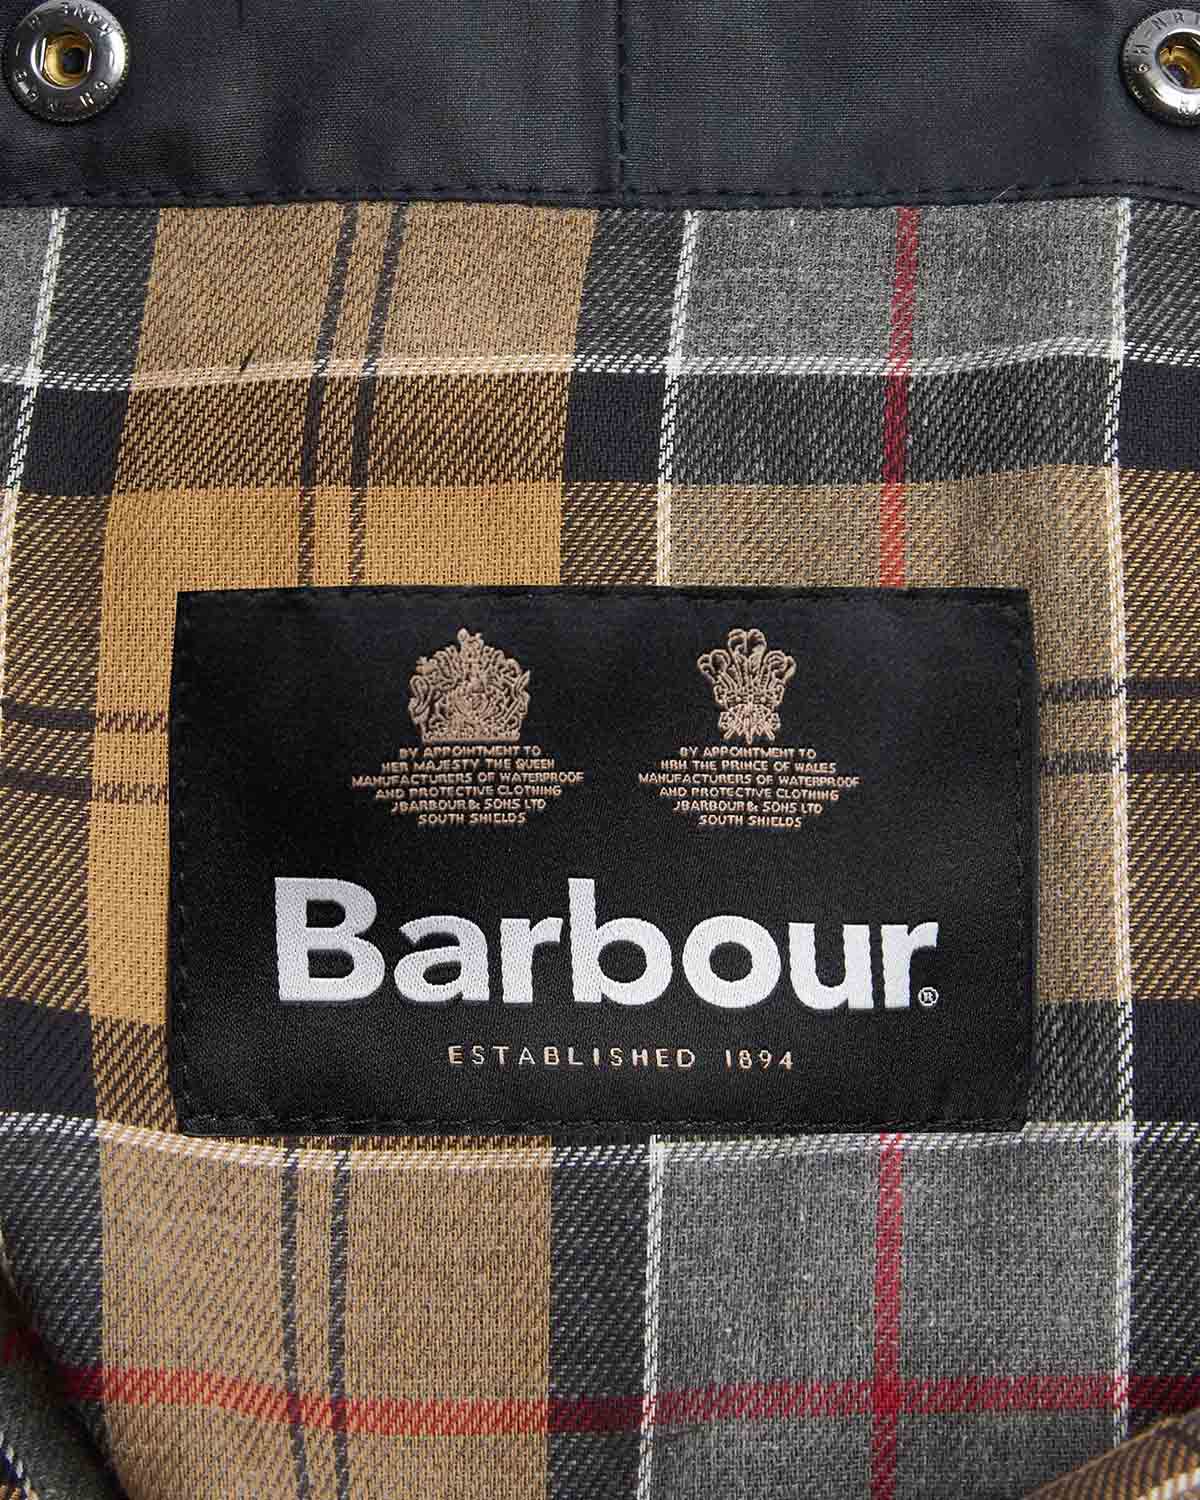 BY APPOINTMENT TO
HER MAJESTY THE QUEEN
MANUFACTURERS OF WATERPROOF
AND PROTECTIVE CLOTHING
J BARBOUR & SONS LTD
SOUTH SHIELDS
BY APPOINTMENT TO
HRH THE PRINCE OF WALES
MANUFACTURERS OF WATERPROOF
AND PROTECTIVE CLOTHING
J BARBOUR & SONS LTD
SOUTH SHIELDS
Barbour®
ESTABLISHED 1894